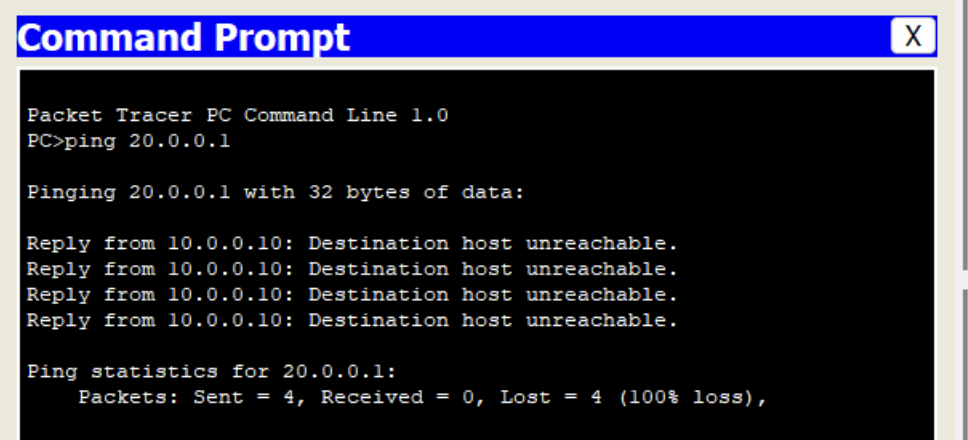 Command Prompt
X
Packet Tracer PC Command Line 1.0
PC>ping 20.0.0.1
Pinging 20.0.0.1 with 32 bytes of data:
Reply from 10.0.0.10: Destination host unreachable.
Reply from 10.0.0.10: Destination host unreachable.
Reply from 10.0.0.10: Destination host unreachable.
Reply from 10.0.0.10: Destination host unreachable.
Ping statistics for 20.0.0.1:
Packets: Sent = 4, Received = 0, Lost = 4 (100% loss),